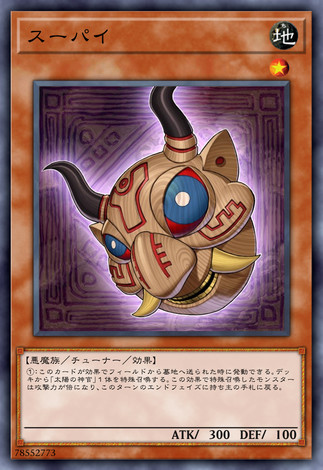 スーパイ
地
【悪魔族／チューナー／効果】
①：このカードが効果でフィールドから墓地へ送られた時に発動できる。デッ
キから「太陽の神官」１体を特殊召喚する。この効果で特殊召喚したモンスター
は攻撃力が倍になり、このターンのエンドフェイズに持ち主の手札に戻る。
ATK/ 300 DEF/ 100
78552773